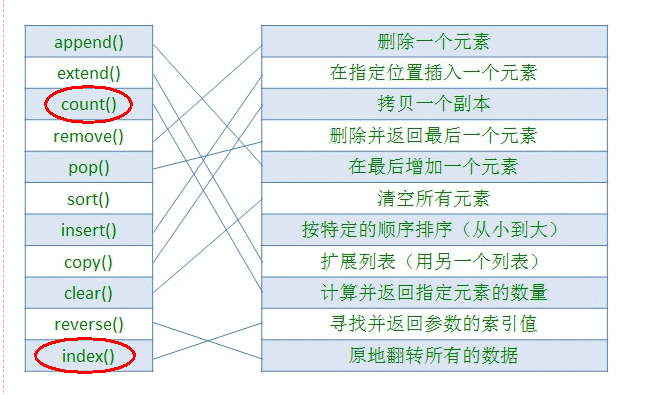 append() 删除一个元素
extend() 在指定位置插入一个元素
count() 拷贝一个副本
remove() 删除并返回最后一个元素
pop() 在最后增加一个元素
sort() 清空所有元素
insert() 按特定的顺序排序（从小到大）
copy() 扩展列表（用另一个列表）
clear() 计算并返回指定元素的数量
reverse() 寻找并返回参数的索引值
index() 原地翻转所有的数据